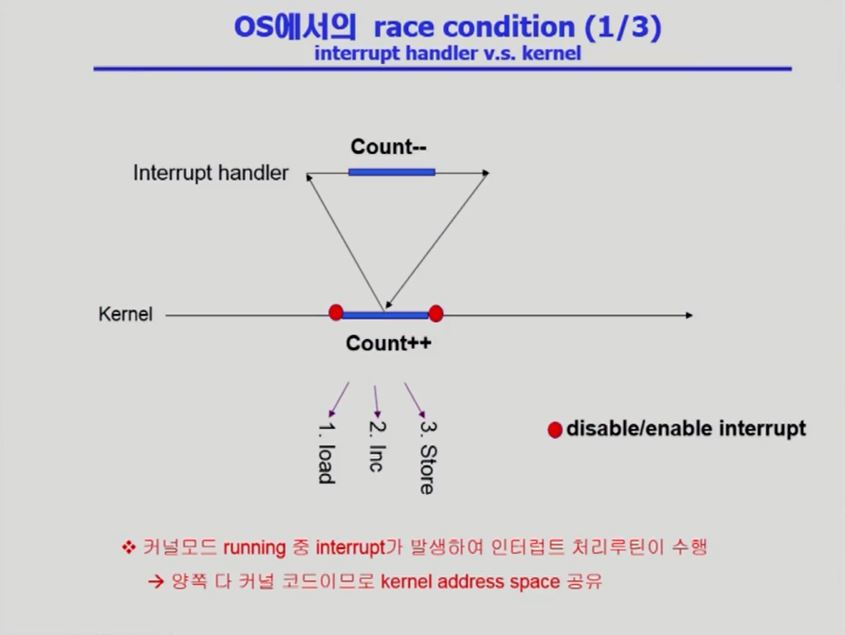 OS에서의 race condition (1/3)
interrupt handler v.s. kernel
Count--
Interrupt handler
Kernel
Count++
1. load
2. Inc
3. Store
disable/enable interrupt
❖ 커널모드 running 중 interrupt가 발생하여 인터럽트 처리루틴이 수행
→ 양쪽 다 커널 코드이므로 kernel address space 공유